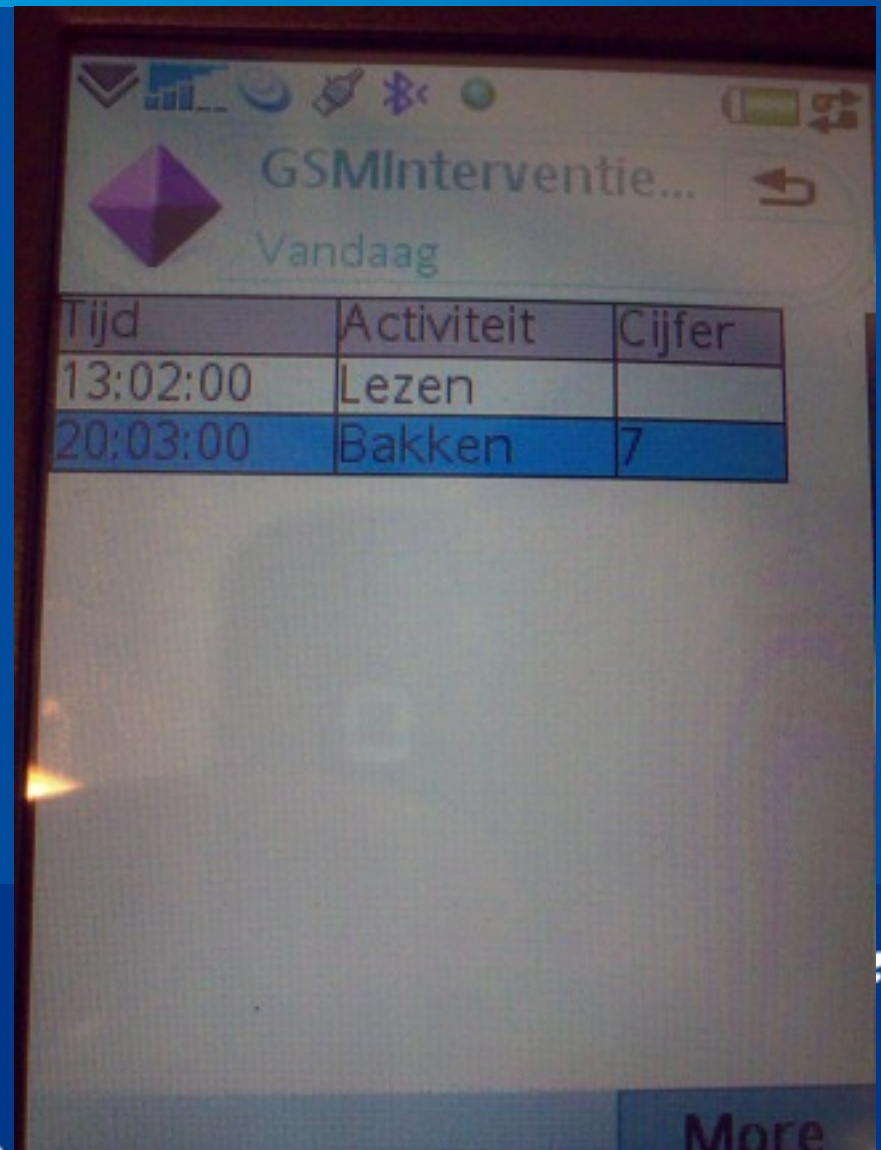 GSMInterventie...
Vandaag
Tijd Activiteit Cijfer
13:02:00 Lezen
20:03:00 Bakken 7
More